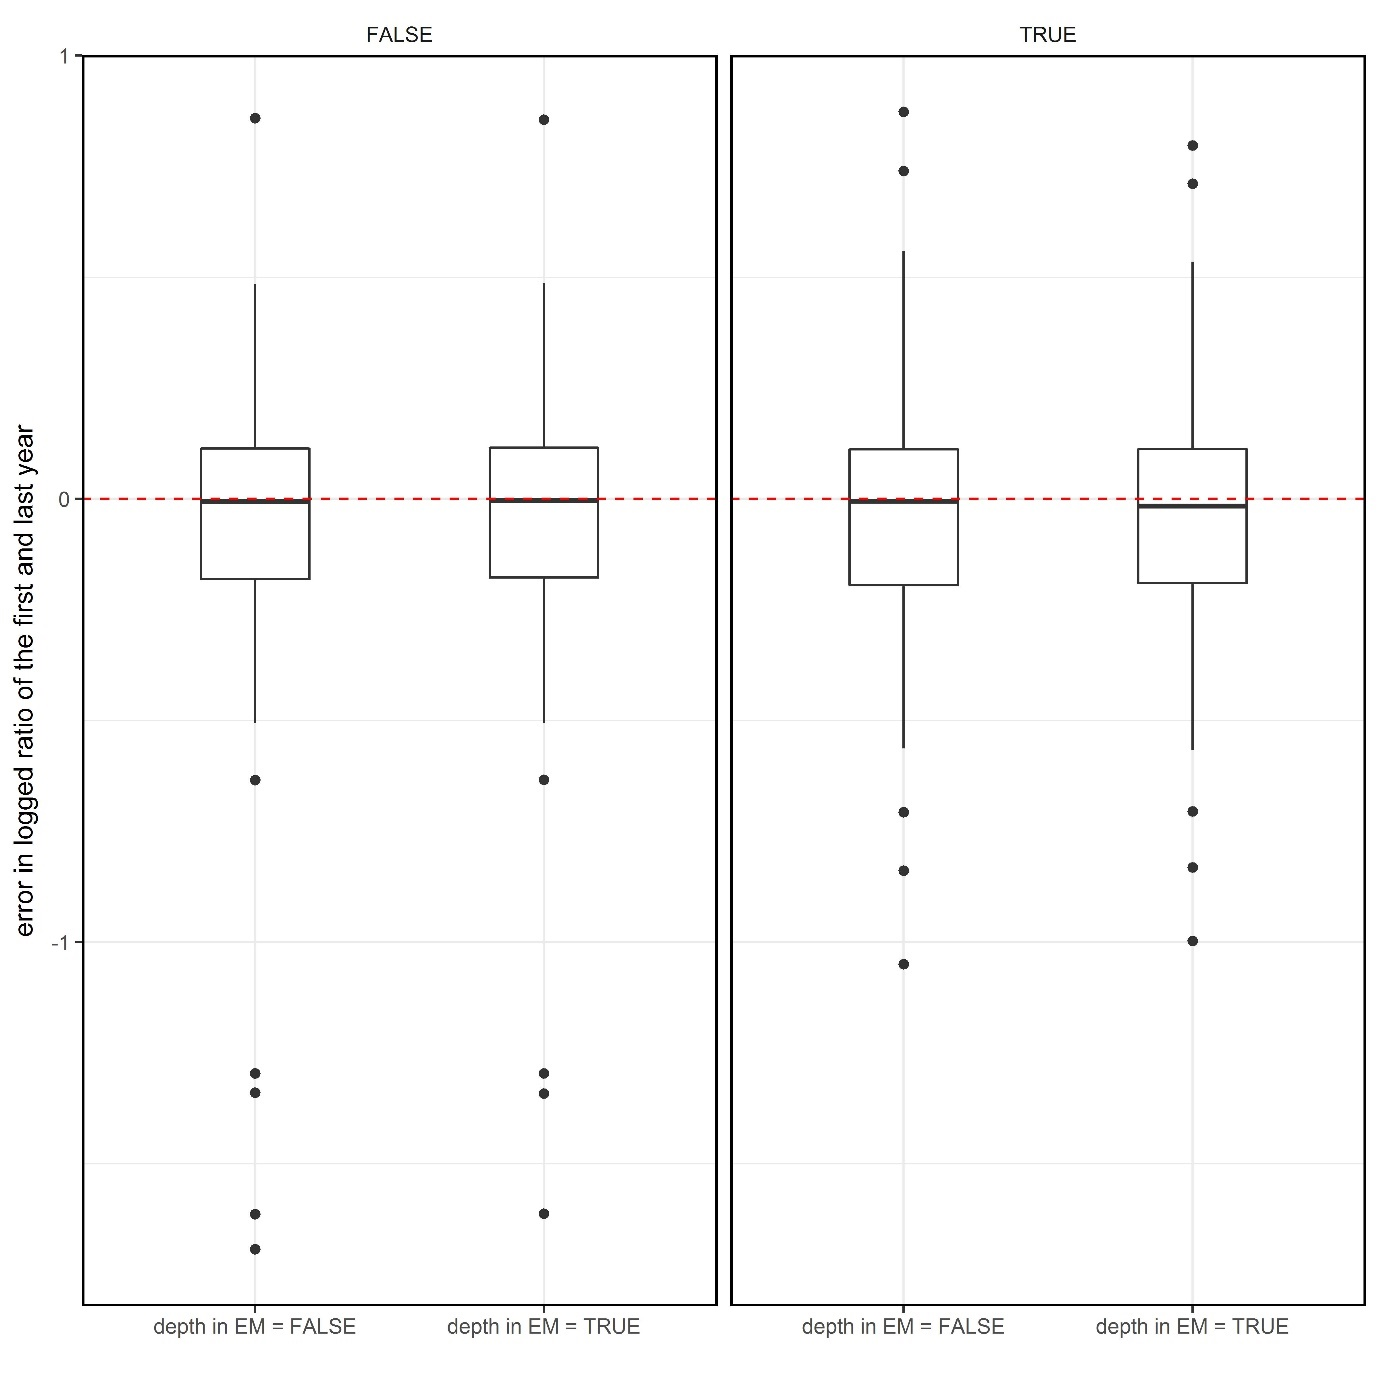 FALSE
TRUE
1
0
-1
error in logged ratio of the first and last year
depth in EM = FALSE
depth in EM = TRUE
depth in EM = FALSE
depth in EM = TRUE